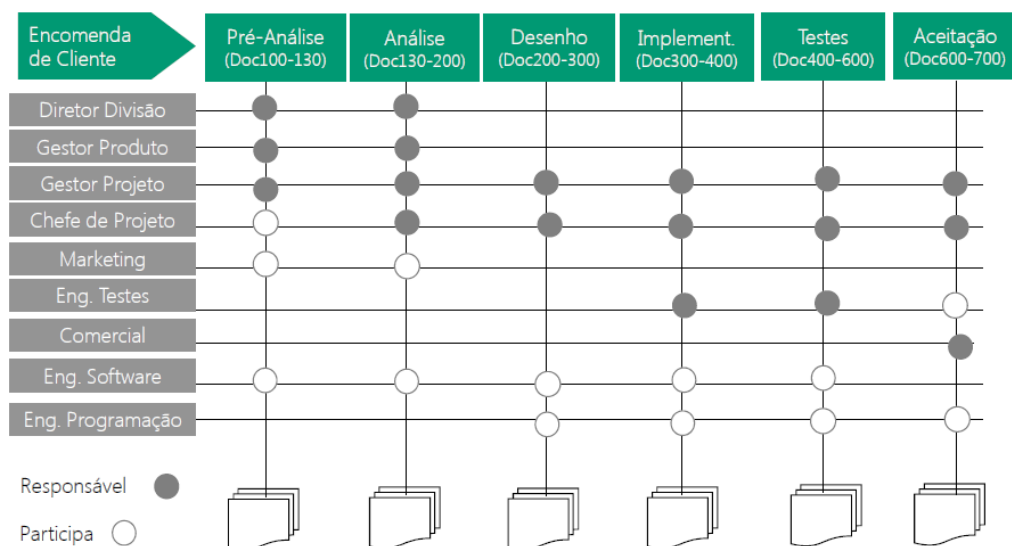 Encomenda
de Cliente
Pré-Análise
(Doc100-130)
Análise
(Doc130-200)
Desenho
(Doc200-300)
Implement.
(Doc300-400)
Testes
(Doc400-600)
Aceitação
(Doc600-700)
Diretor Divisão
Gestor Produto
Gestor Projeto
Chefe de Projeto
Marketing
Eng. Testes
Comercial
Eng. Software
Eng. Programação
Responsável
Participa